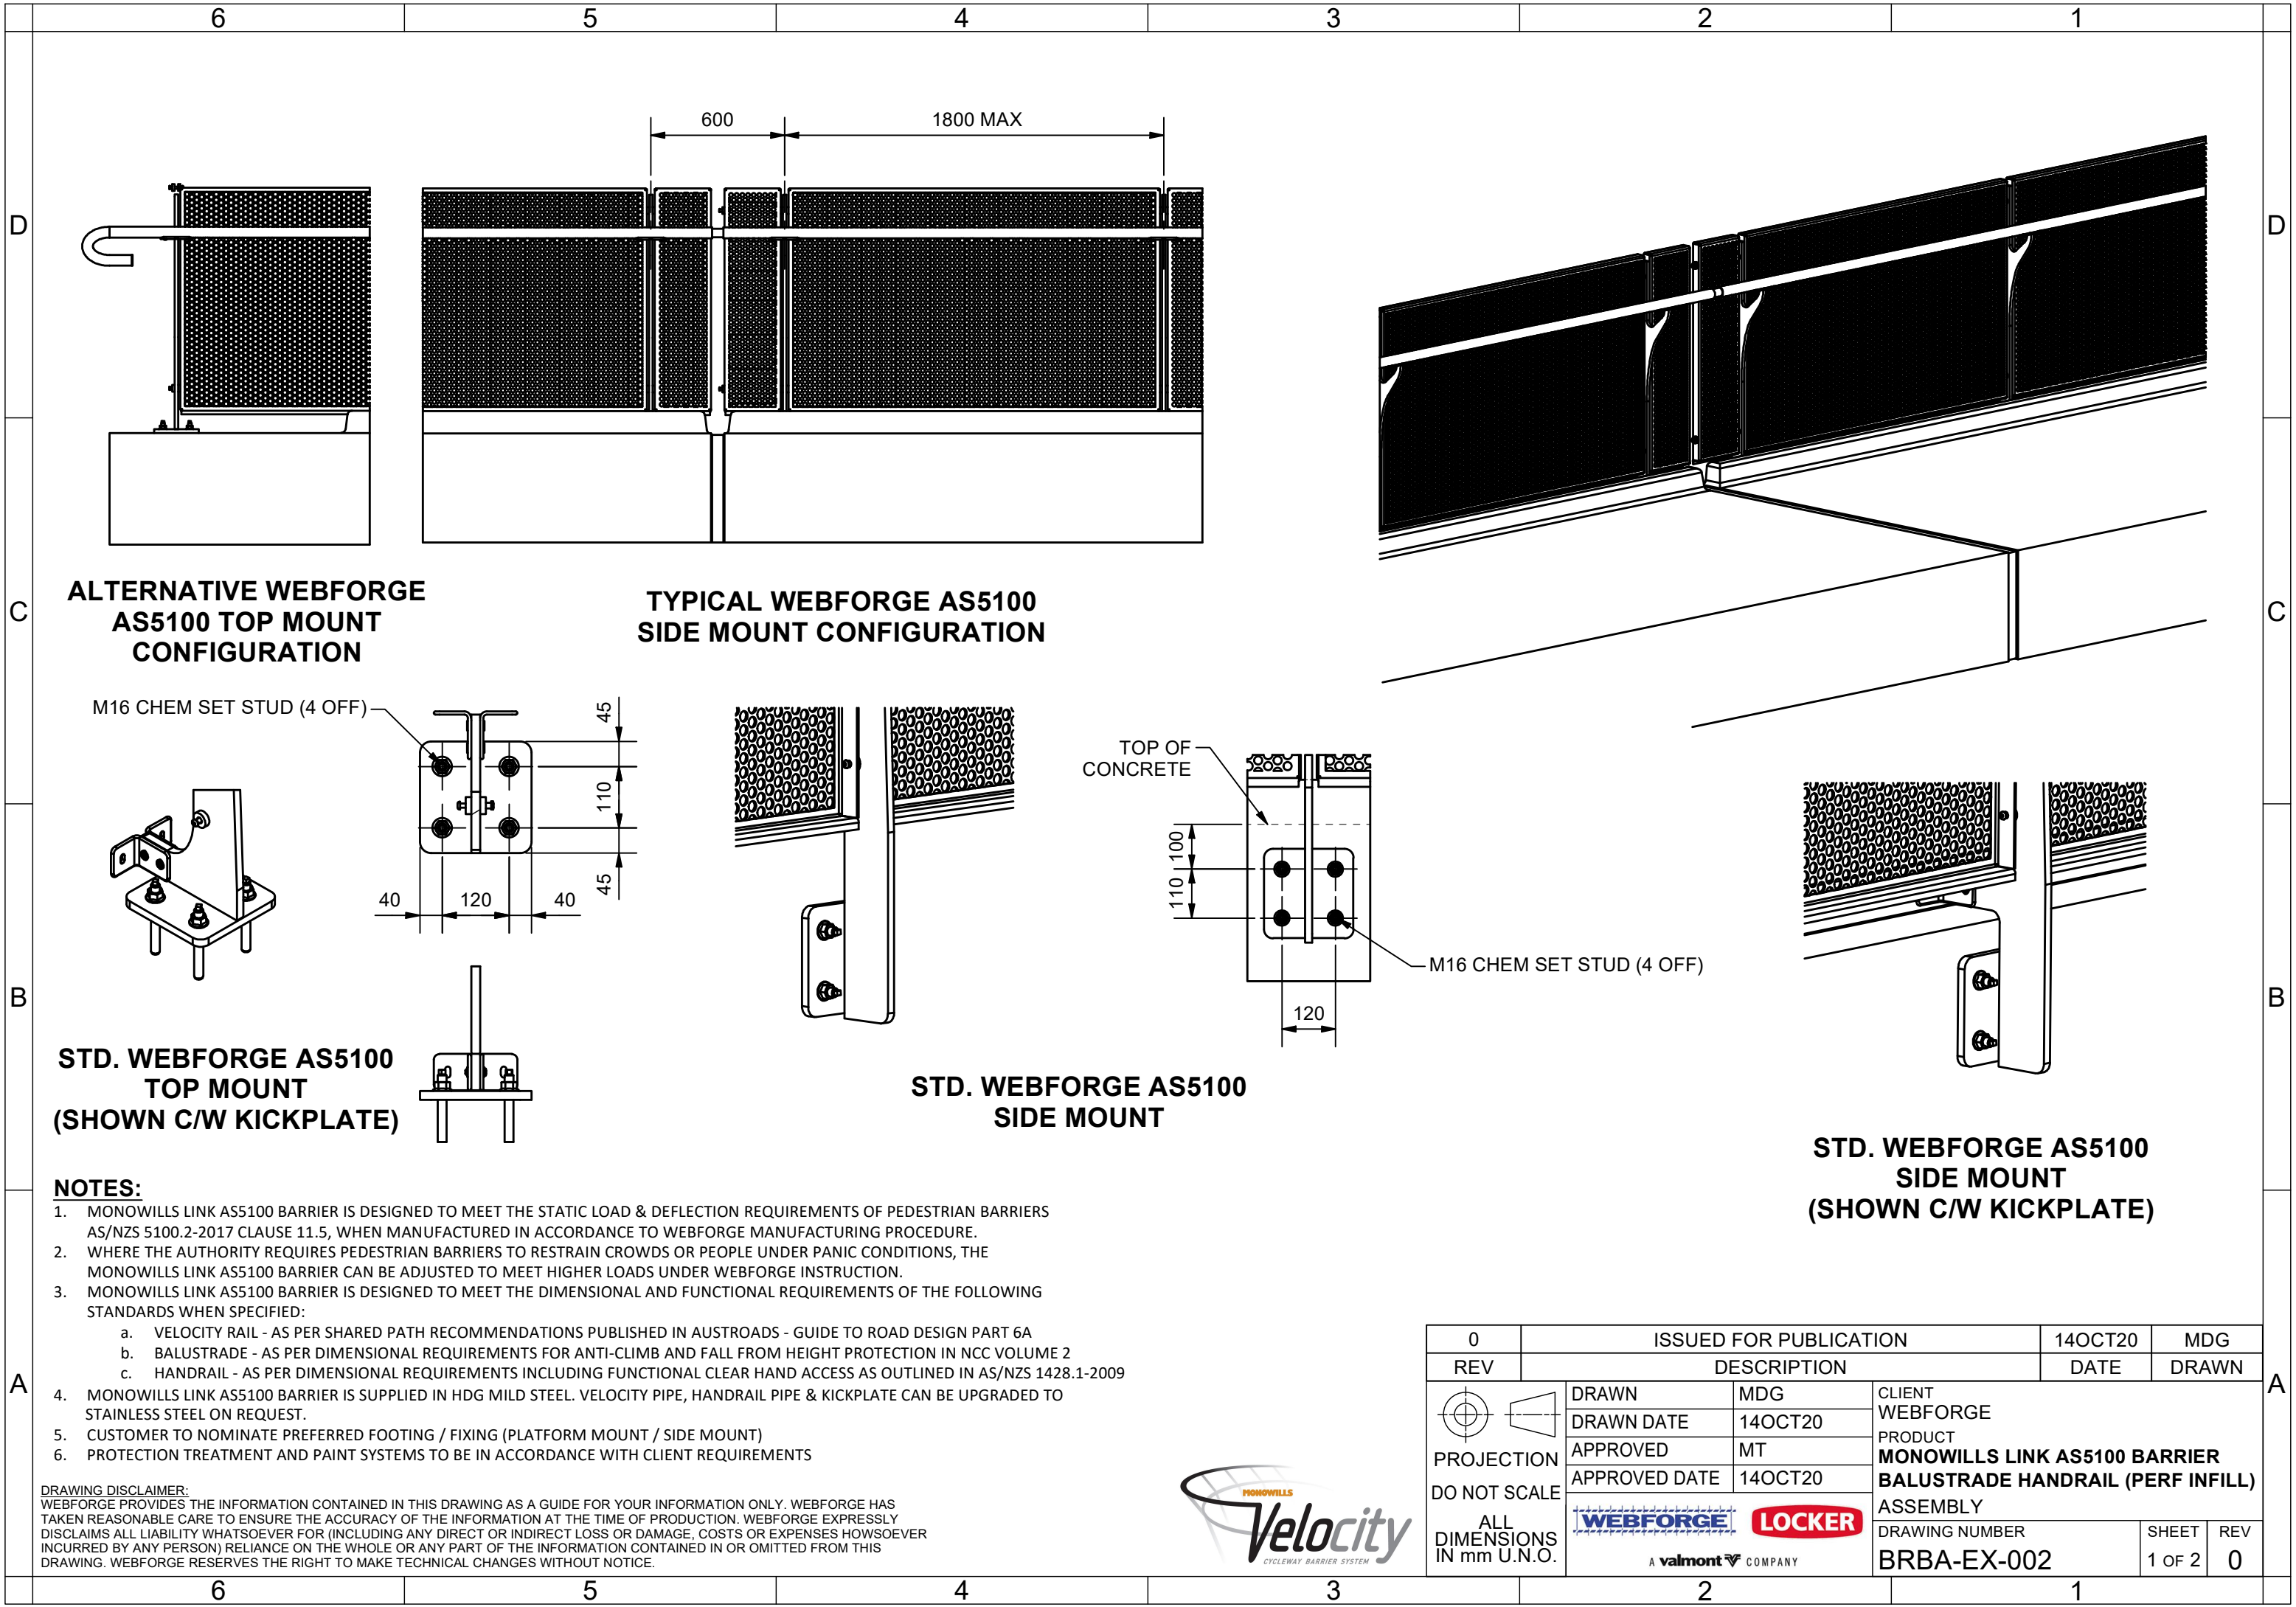 6 5 4 3 2 1
D
D
C
C
B
B
A
A
600
1800 MAX
ALTERNATIVE WEBFORGE
AS5100 TOP MOUNT
CONFIGURATION
TYPICAL WEBFORGE AS5100
SIDE MOUNT CONFIGURATION
M16 CHEM SET STUD (4 OFF)
45
110
45
40
120
40
STD. WEBFORGE AS5100
TOP MOUNT
(SHOWN C/W KICKPLATE)
TOP OF
CONCRETE
100
110
M16 CHEM SET STUD (4 OFF)
120
STD. WEBFORGE AS5100
SIDE MOUNT
STD. WEBFORGE AS5100
SIDE MOUNT
(SHOWN C/W KICKPLATE)
NOTES:
1. MONOWILLS LINK AS5100 BARRIER IS DESIGNED TO MEET THE STATIC LOAD & DEFLECTION REQUIREMENTS OF PEDESTRIAN BARRIERS
AS/NZS 5100.2-2017 CLAUSE 11.5, WHEN MANUFACTURED IN ACCORDANCE TO WEBFORGE MANUFACTURING PROCEDURE.
2. WHERE THE AUTHORITY REQUIRES PEDESTRIAN BARRIERS TO RESTRAIN CROWDS OR PEOPLE UNDER PANIC CONDITIONS, THE
MONOWILLS LINK AS5100 BARRIER CAN BE ADJUSTED TO MEET HIGHER LOADS UNDER WEBFORGE INSTRUCTION.
3. MONOWILLS LINK AS5100 BARRIER IS DESIGNED TO MEET THE DIMENSIONAL AND FUNCTIONAL REQUIREMENTS OF THE FOLLOWING
STANDARDS WHEN SPECIFIED:
a. VELOCITY RAIL - AS PER SHARED PATH RECOMMENDATIONS PUBLISHED IN AUSTROADS - GUIDE TO ROAD DESIGN PART 6A
b. BALUSTRADE - AS PER DIMENSIONAL REQUIREMENTS FOR ANTI-CLIMB AND FALL FROM HEIGHT PROTECTION IN NCC VOLUME 2
c. HANDRAIL - AS PER DIMENSIONAL REQUIREMENTS INCLUDING FUNCTIONAL CLEAR HAND ACCESS AS OUTLINED IN AS/NZS 1428.1-2009
4. MONOWILLS LINK AS5100 BARRIER IS SUPPLIED IN HDG MILD STEEL. VELOCITY PIPE, HANDRAIL PIPE & KICKPLATE CAN BE UPGRADED TO
STAINLESS STEEL ON REQUEST.
5. CUSTOMER TO NOMINATE PREFERRED FOOTING / FIXING (PLATFORM MOUNT / SIDE MOUNT)
6. PROTECTION TREATMENT AND PAINT SYSTEMS TO BE IN ACCORDANCE WITH CLIENT REQUIREMENTS
DRAWING DISCLAIMER:
WEBFORGE PROVIDES THE INFORMATION CONTAINED IN THIS DRAWING AS A GUIDE FOR YOUR INFORMATION ONLY. WEBFORGE HAS
TAKEN REASONABLE CARE TO ENSURE THE ACCURACY OF THE INFORMATION AT THE TIME OF PRODUCTION. WEBFORGE EXPRESSLY
DISCLAIMS ALL LIABILITY WHATSOEVER FOR (INCLUDING ANY DIRECT OR INDIRECT LOSS OR DAMAGE, COSTS OR EXPENSES HOWSOEVER
INCURRED BY ANY PERSON) RELIANCE ON THE WHOLE OR ANY PART OF THE INFORMATION CONTAINED IN OR OMITTED FROM THIS
DRAWING. WEBFORGE RESERVES THE RIGHT TO MAKE TECHNICAL CHANGES WITHOUT NOTICE.
MONOWILLS
Velocity
CYCLEWAY BARRIER SYSTEM
0 ISSUED FOR PUBLICATION 14OCT20 MDG
REV DESCRIPTION DATE DRAWN
PROJECTION
DO NOT SCALE
ALL
DIMENSIONS
IN mm U.N.O.
DRAWN MDG
DRAWN DATE 14OCT20
APPROVED MT
APPROVED DATE 14OCT20
WEBFORGE LOCKER
A valmont COMPANY
CLIENT
WEBFORGE
PRODUCT
MONOWILLS LINK AS5100 BARRIER
BALUSTRADE HANDRAIL (PERF INFILL)
ASSEMBLY
DRAWING NUMBER SHEET REV
BRBA-EX-002 1 OF 2 0
6 5 4 3 2 1